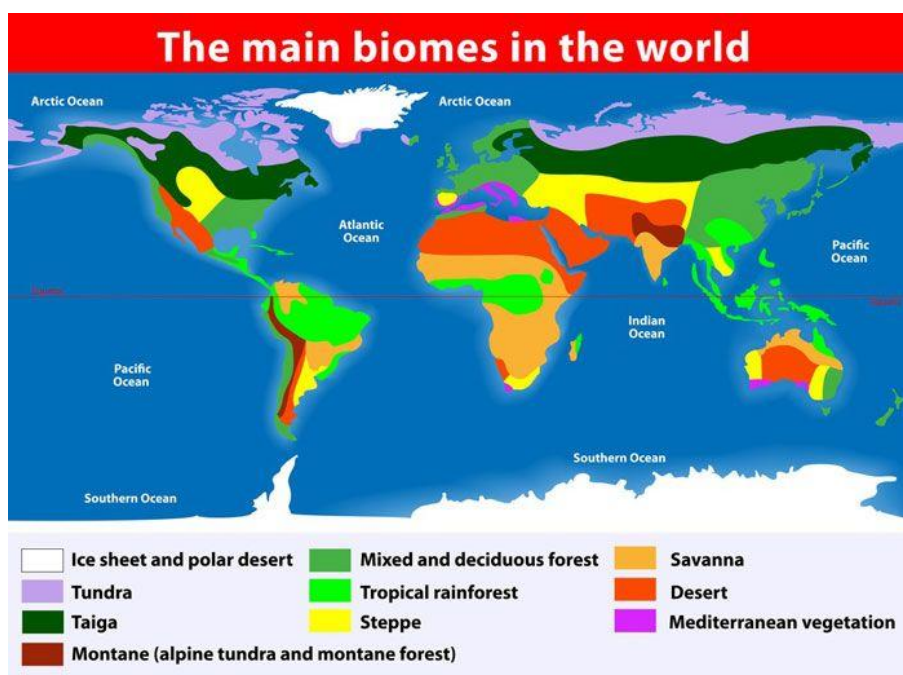 The main biomes in the world
Arctic Ocean
Arctic Ocean
Atlantic
Ocean
Pacific
Ocean
Equator
Indian
Ocean
Pacific
Ocean
Southern Ocean
Southern Ocean
Ice sheet and polar desert
Mixed and deciduous forest
Savanna
Tundra
Tropical rainforest
Desert
Taiga
Steppe
Mediterranean vegetation
Montane (alpine tundra and montane forest)